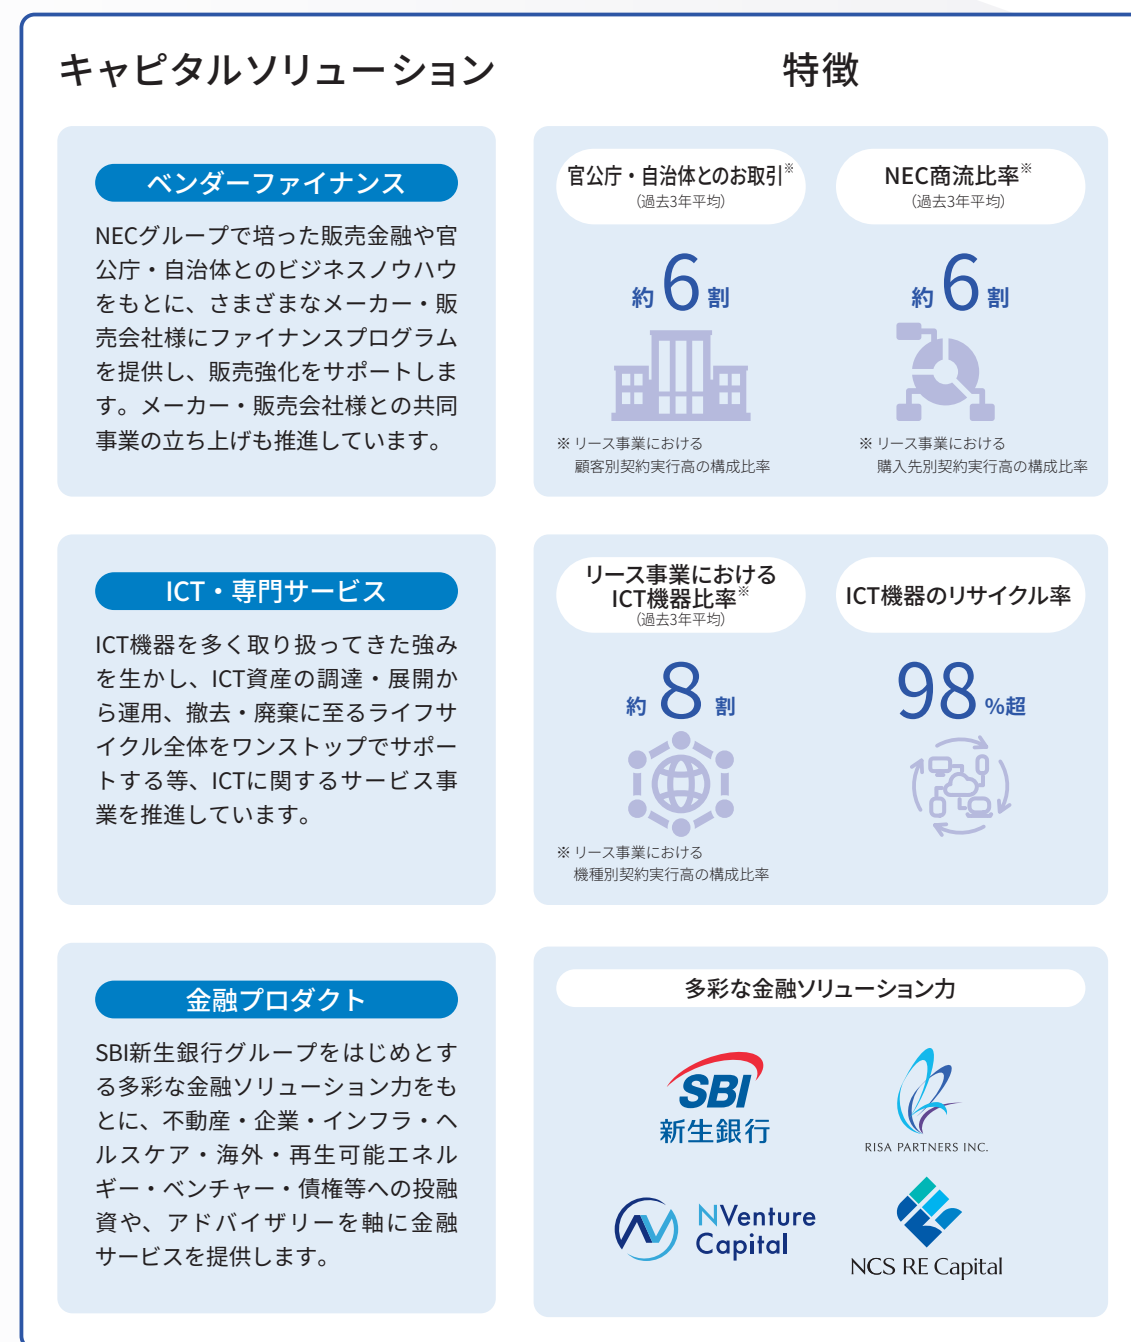 キャピタルソリューション
特徴
ベンダーファイナンス
NECグループで培った販売金融や官
公庁・自治体とのビジネスノウハウ
をもとに、さまざまなメーカー・販
売会社様にファイナンスプログラム
を提供し、販売強化をサポートしま
す。メーカー・販売会社様との共同
事業の立ち上げも推進しています。
官公庁・自治体とのお取引※
（過去3年平均）
約6割
※ リース事業における
顧客別契約実行高の構成比率
NEC商流比率※
（過去3年平均）
約6割
※ リース事業における
購入先別契約実行高の構成比率
ICT・専門サービス
ICT機器を多く取り扱ってきた強み
を生かし、ICT資産の調達・展開か
ら運用、撤去・廃棄に至るライフサ
イクル全体をワンストップでサポー
トする等、ICTに関するサービス事
業を推進しています。
リース事業における
ICT機器比率※
（過去3年平均）
約8割
※ リース事業における
機種別契約実行高の構成比率
ICT機器のリサイクル率
98%超
金融プロダクト
SBI新生銀行グループをはじめとす
る多彩な金融ソリューション力をも
とに、不動産・企業・インフラ・ヘ
ルスケア・海外・再生可能エネル
ギー・ベンチャー・債権等への投融
資や、アドバイザリーを軸に金融
サービスを提供します。
多彩な金融ソリューション力
SBI
新生銀行
RISA PARTNERS INC.
NVenture
Capital
NCS RE Capital